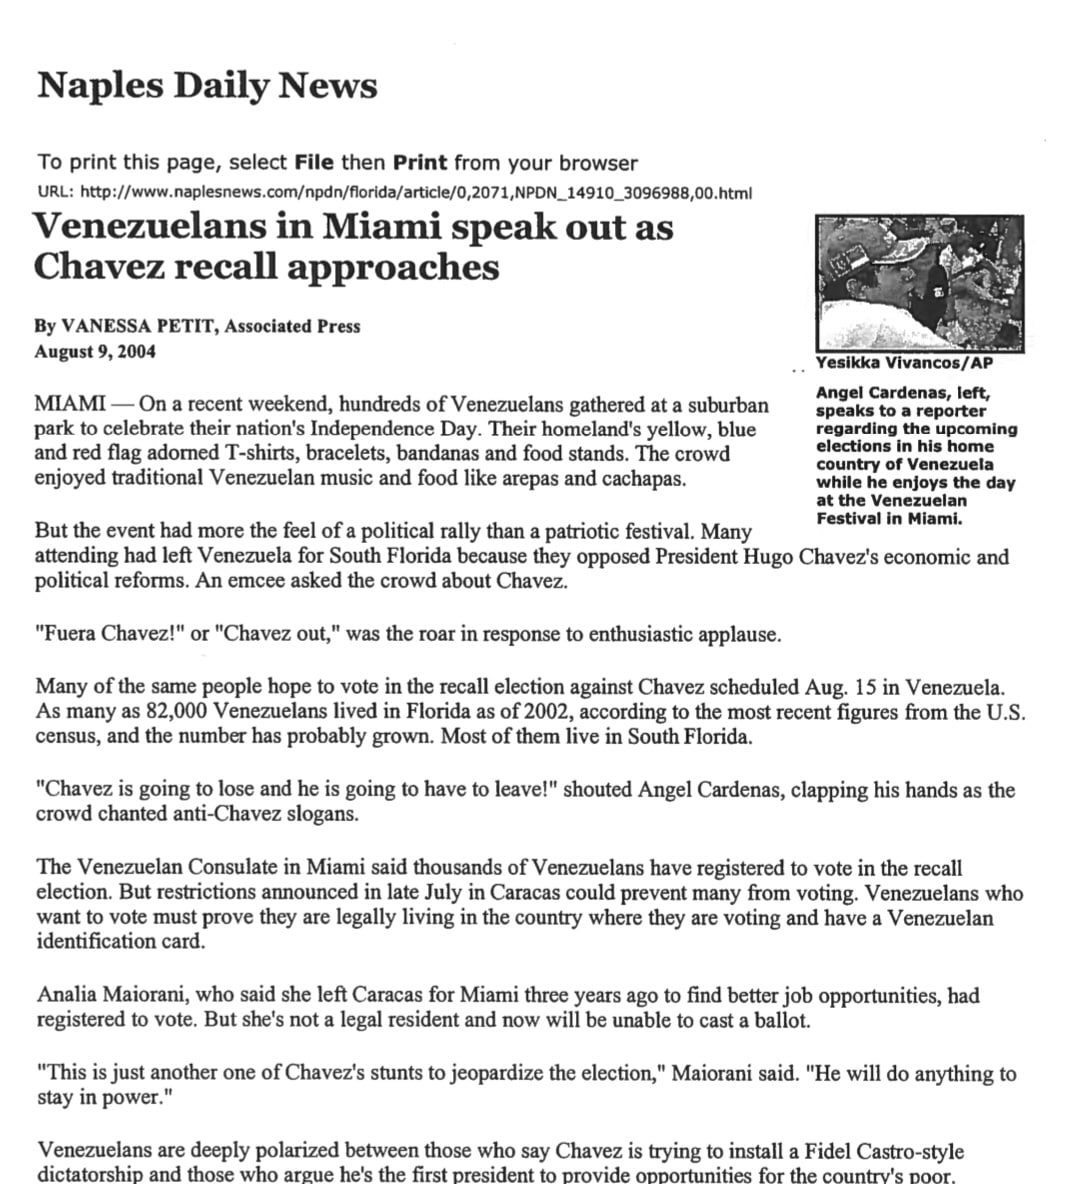 Naples Daily News
To print this page, select File then Print from your browser
URL: http://www.naplesnews.com/npdn/florida/article/0,2071,NPDN_14910_3096988,00.html
Venezuelans in Miami speak out as
Chavez recall approaches
By VANESSA PETIT, Associated Press
August 9, 2004
Yesikka Vivancos/AP
Angel Cardenas, left,
speaks to a reporter
regarding the upcoming
elections in his home
country of Venezuela
while he enjoys the day
at the Venezuelan
Festival in Miami.
MIAMI — On a recent weekend, hundreds of Venezuelans gathered at a suburban
park to celebrate their nation's Independence Day. Their homeland's yellow, blue
and red flag adorned T-shirts, bracelets, bandanas and food stands. The crowd
enjoyed traditional Venezuelan music and food like arepas and cachapas.
But the event had more the feel of a political rally than a patriotic festival. Many
attending had left Venezuela for South Florida because they opposed President Hugo Chavez's economic and
political reforms. An emcee asked the crowd about Chavez.
"Fuera Chavez!" or "Chavez out," was the roar in response to enthusiastic applause.
Many of the same people hope to vote in the recall election against Chavez scheduled Aug. 15 in Venezuela.
As many as 82,000 Venezuelans lived in Florida as of 2002, according to the most recent figures from the U.S.
census, and the number has probably grown. Most of them live in South Florida.
"Chavez is going to lose and he is going to have to leave!" shouted Angel Cardenas, clapping his hands as the
crowd chanted anti-Chavez slogans.
The Venezuelan Consulate in Miami said thousands of Venezuelans have registered to vote in the recall
election. But restrictions announced in late July in Caracas could prevent many from voting. Venezuelans who
want to vote must prove they are legally living in the country where they are voting and have a Venezuelan
identification card.
Analia Maiorani, who said she left Caracas for Miami three years ago to find better job opportunities, had
registered to vote. But she's not a legal resident and now will be unable to cast a ballot.
"This is just another one of Chavez's stunts to jeopardize the election," Maiorani said. "He will do anything to
stay in power."
Venezuelans are deeply polarized between those who say Chavez is trying to install a Fidel Castro-style
dictatorship and those who argue he's the first president to provide opportunities for the country's poor.